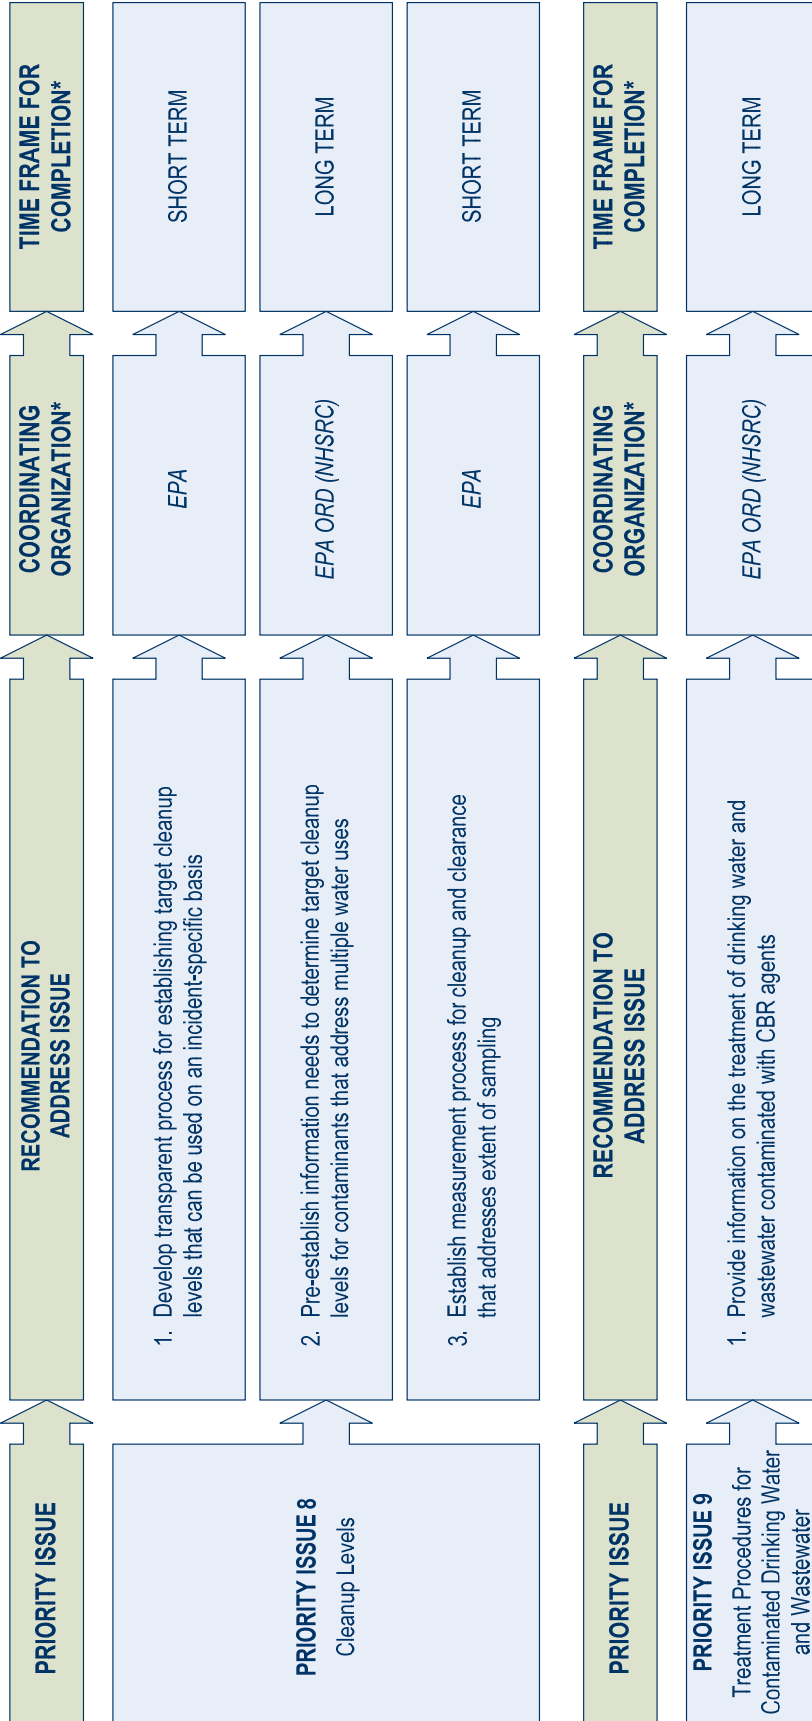 PRIORITY ISSUE
RECOMMENDATION TO
ADDRESS ISSUE
COORDINATING
ORGANIZATION*
TIME FRAME FOR
COMPLETION*
PRIORITY ISSUE 8
Cleanup Levels
1. Develop transparent process for establishing target cleanup
levels that can be used on an incident-specific basis
EPA
SHORT TERM
2. Pre-establish information needs to determine target cleanup
levels for contaminants that address multiple water uses
EPA ORD (NHSRC)
LONG TERM
3. Establish measurement process for cleanup and clearance
that addresses extent of sampling
EPA
SHORT TERM
PRIORITY ISSUE
RECOMMENDATION TO
ADDRESS ISSUE
COORDINATING
ORGANIZATION*
TIME FRAME FOR
COMPLETION*
PRIORITY ISSUE 9
Treatment Procedures for
Contaminated Drinking Water
and Wastewater
1. Provide information on the treatment of drinking water and
wastewater contaminated with CBR agents
EPA ORD (NHSRC)
LONG TERM